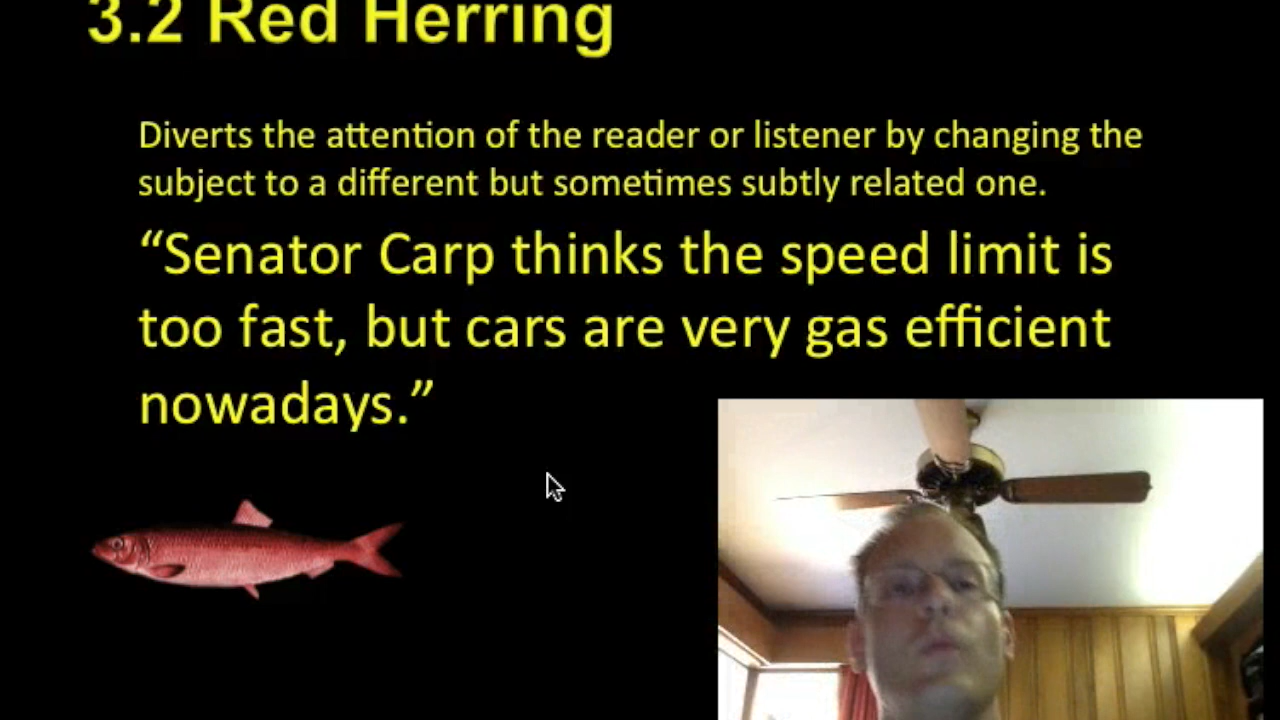 3.2 Red Herring
Diverts the attention of the reader or listener by changing the
subject to a different but sometimes subtly related one.
“Senator Carp thinks the speed limit is
too fast, but cars are very gas efficient
nowadays.”